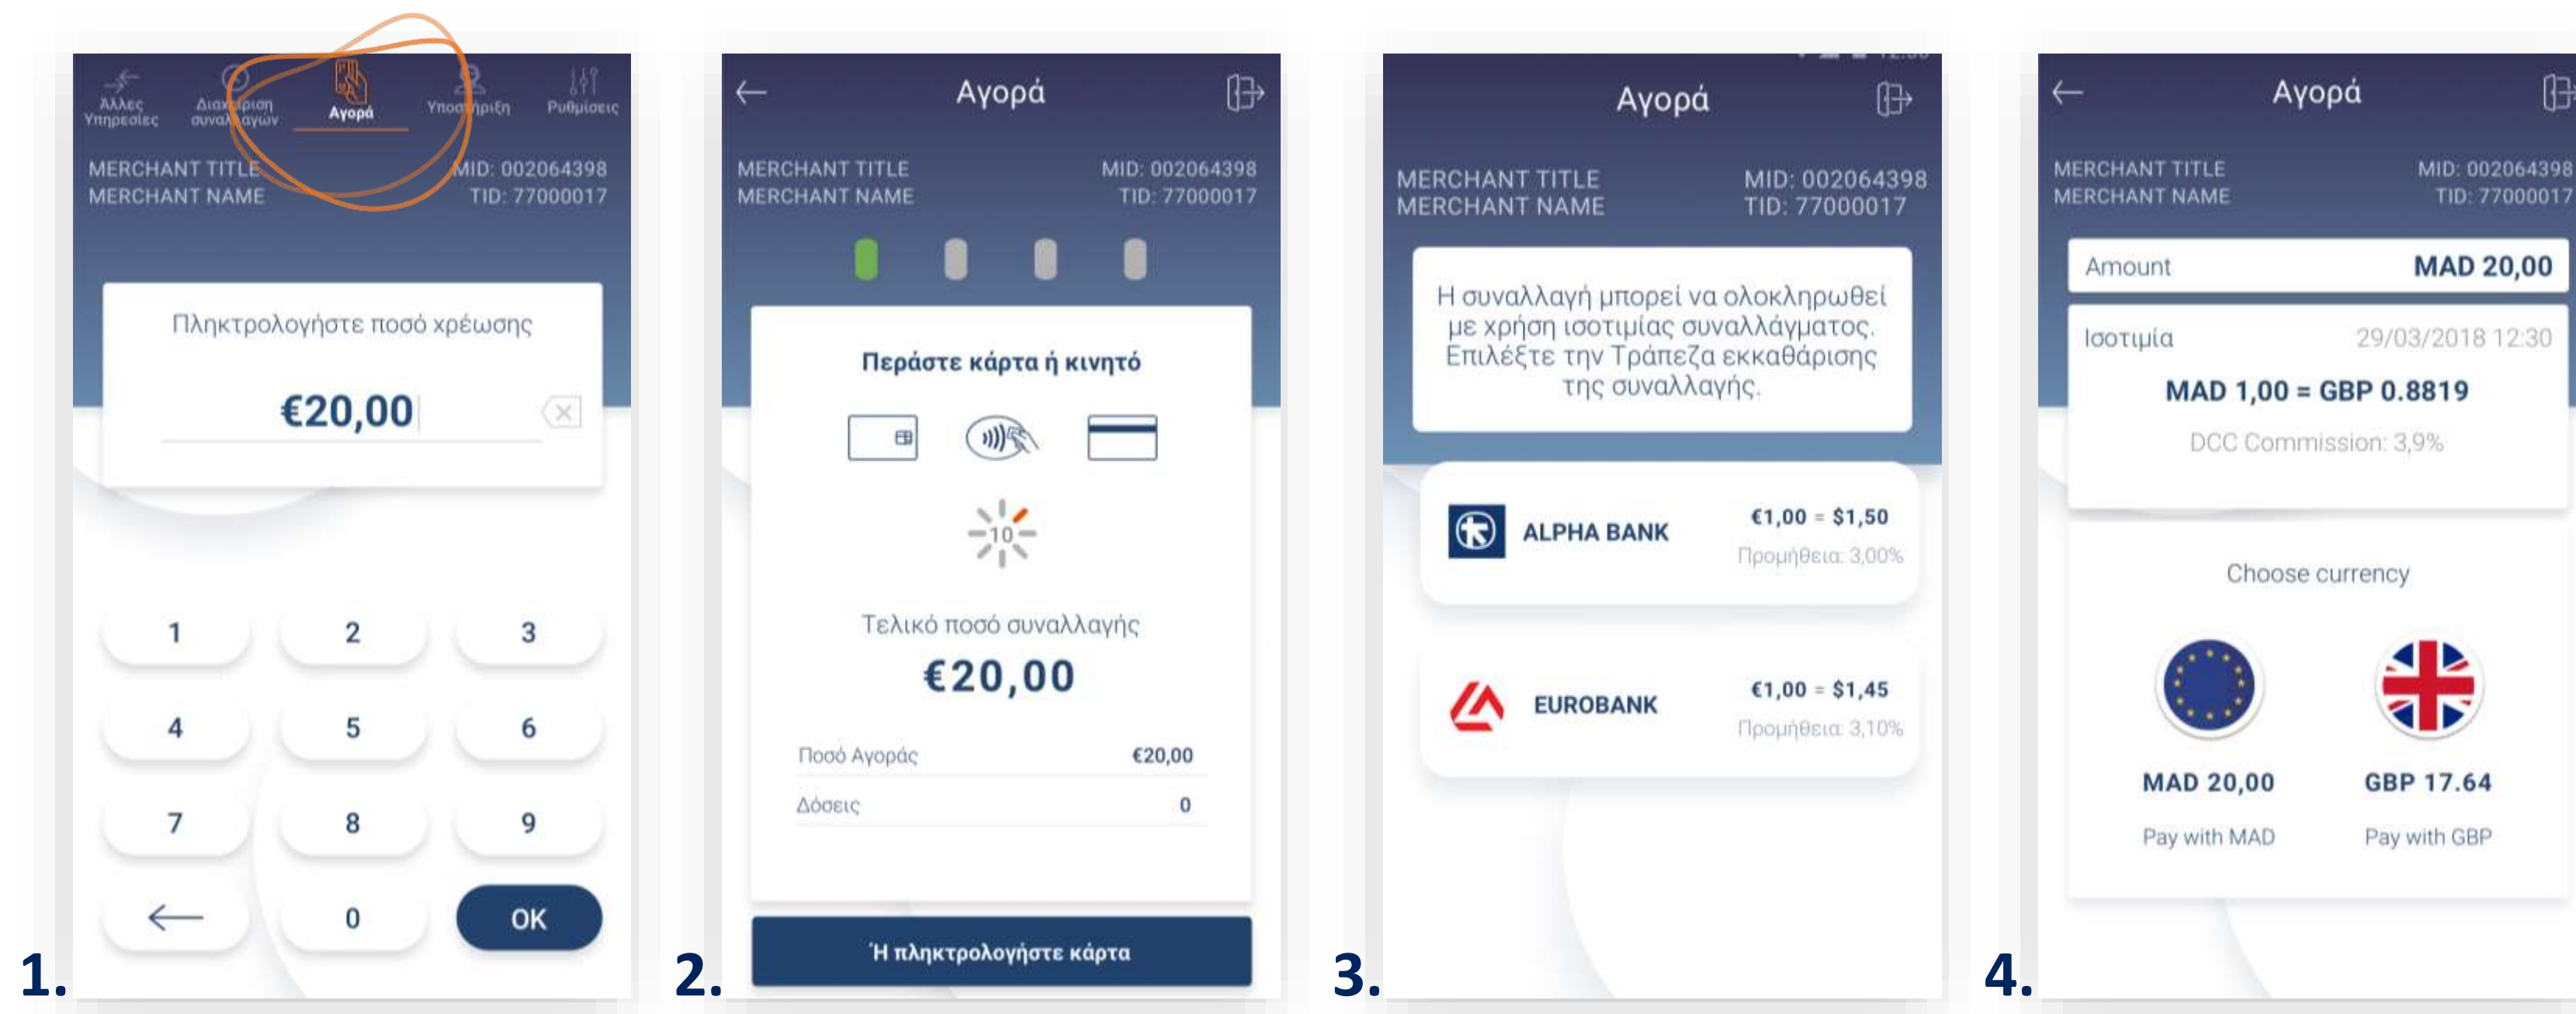 Άλλες Υπηρεσίες
Διαχείριση συναλλαγών
Αγορά
Υποστήριξη
Ρυθμίσεις
MERCHANT TITLE MID: 002064398
MERCHANT NAME TID: 77000017
Πληκτρολογήστε ποσό χρέωσης
€20,00
1 2 3
4 5 6
7 8 9
0 OK
1.
Αγορά
MERCHANT TITLE MID: 002064398
MERCHANT NAME TID: 77000017
Περάστε κάρτα ή κινητό
10
Τελικό ποσό συναλλαγής
€20,00
Ποσό Αγοράς €20,00
Δόσεις 0
Ή πληκτρολογήστε κάρτα
2.
Αγορά
MERCHANT TITLE MID: 002064398
MERCHANT NAME TID: 77000017
Η συναλλαγή μπορεί να ολοκληρωθεί
με χρήση ισοτιμίας συναλλάγματος.
Επιλέξτε την Τράπεζα εκκαθάρισης
της συναλλαγής.
ALPHA BANK €1,00 = $1,50
Προμήθεια: 3,00%
EUROBANK €1,00 = $1,45
Προμήθεια: 3,10%
3.
Αγορά
MERCHANT TITLE MID: 002064398
MERCHANT NAME TID: 77000017
Amount MAD 20,00
Ισοτιμία 29/03/2018 12:30
MAD 1,00 = GBP 0.8819
DCC Commission: 3,9%
Choose currency
MAD 20,00 GBP 17.64
Pay with MAD Pay with GBP
4.